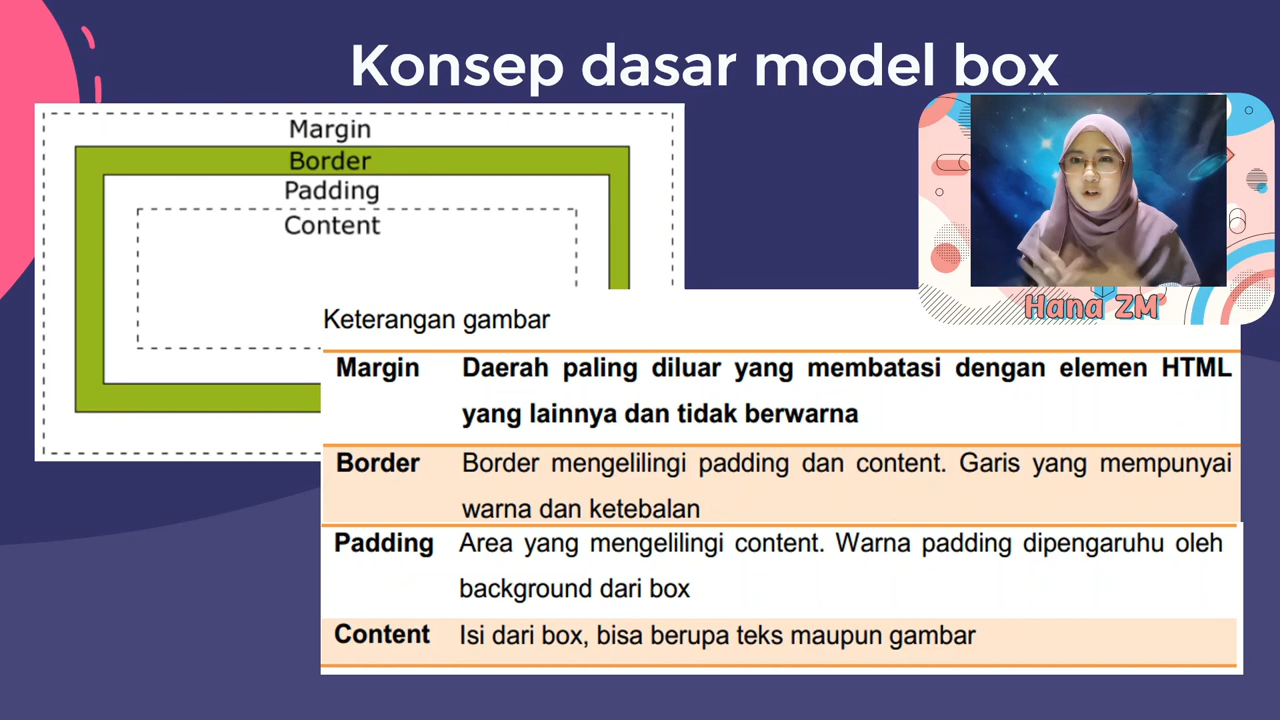 Konsep dasar model box
Margin
Border
Padding
Content
Hana ZM
Keterangan gambar
Margin Daerah paling diluar yang membatasi dengan elemen HTML
yang lainnya dan tidak berwarna
Border Border mengelilingi padding dan content. Garis yang mempunyai
warna dan ketebalan
Padding Area yang mengelilingi content. Warna padding dipengaruhu oleh
background dari box
Content Isi dari box, bisa berupa teks maupun gambar